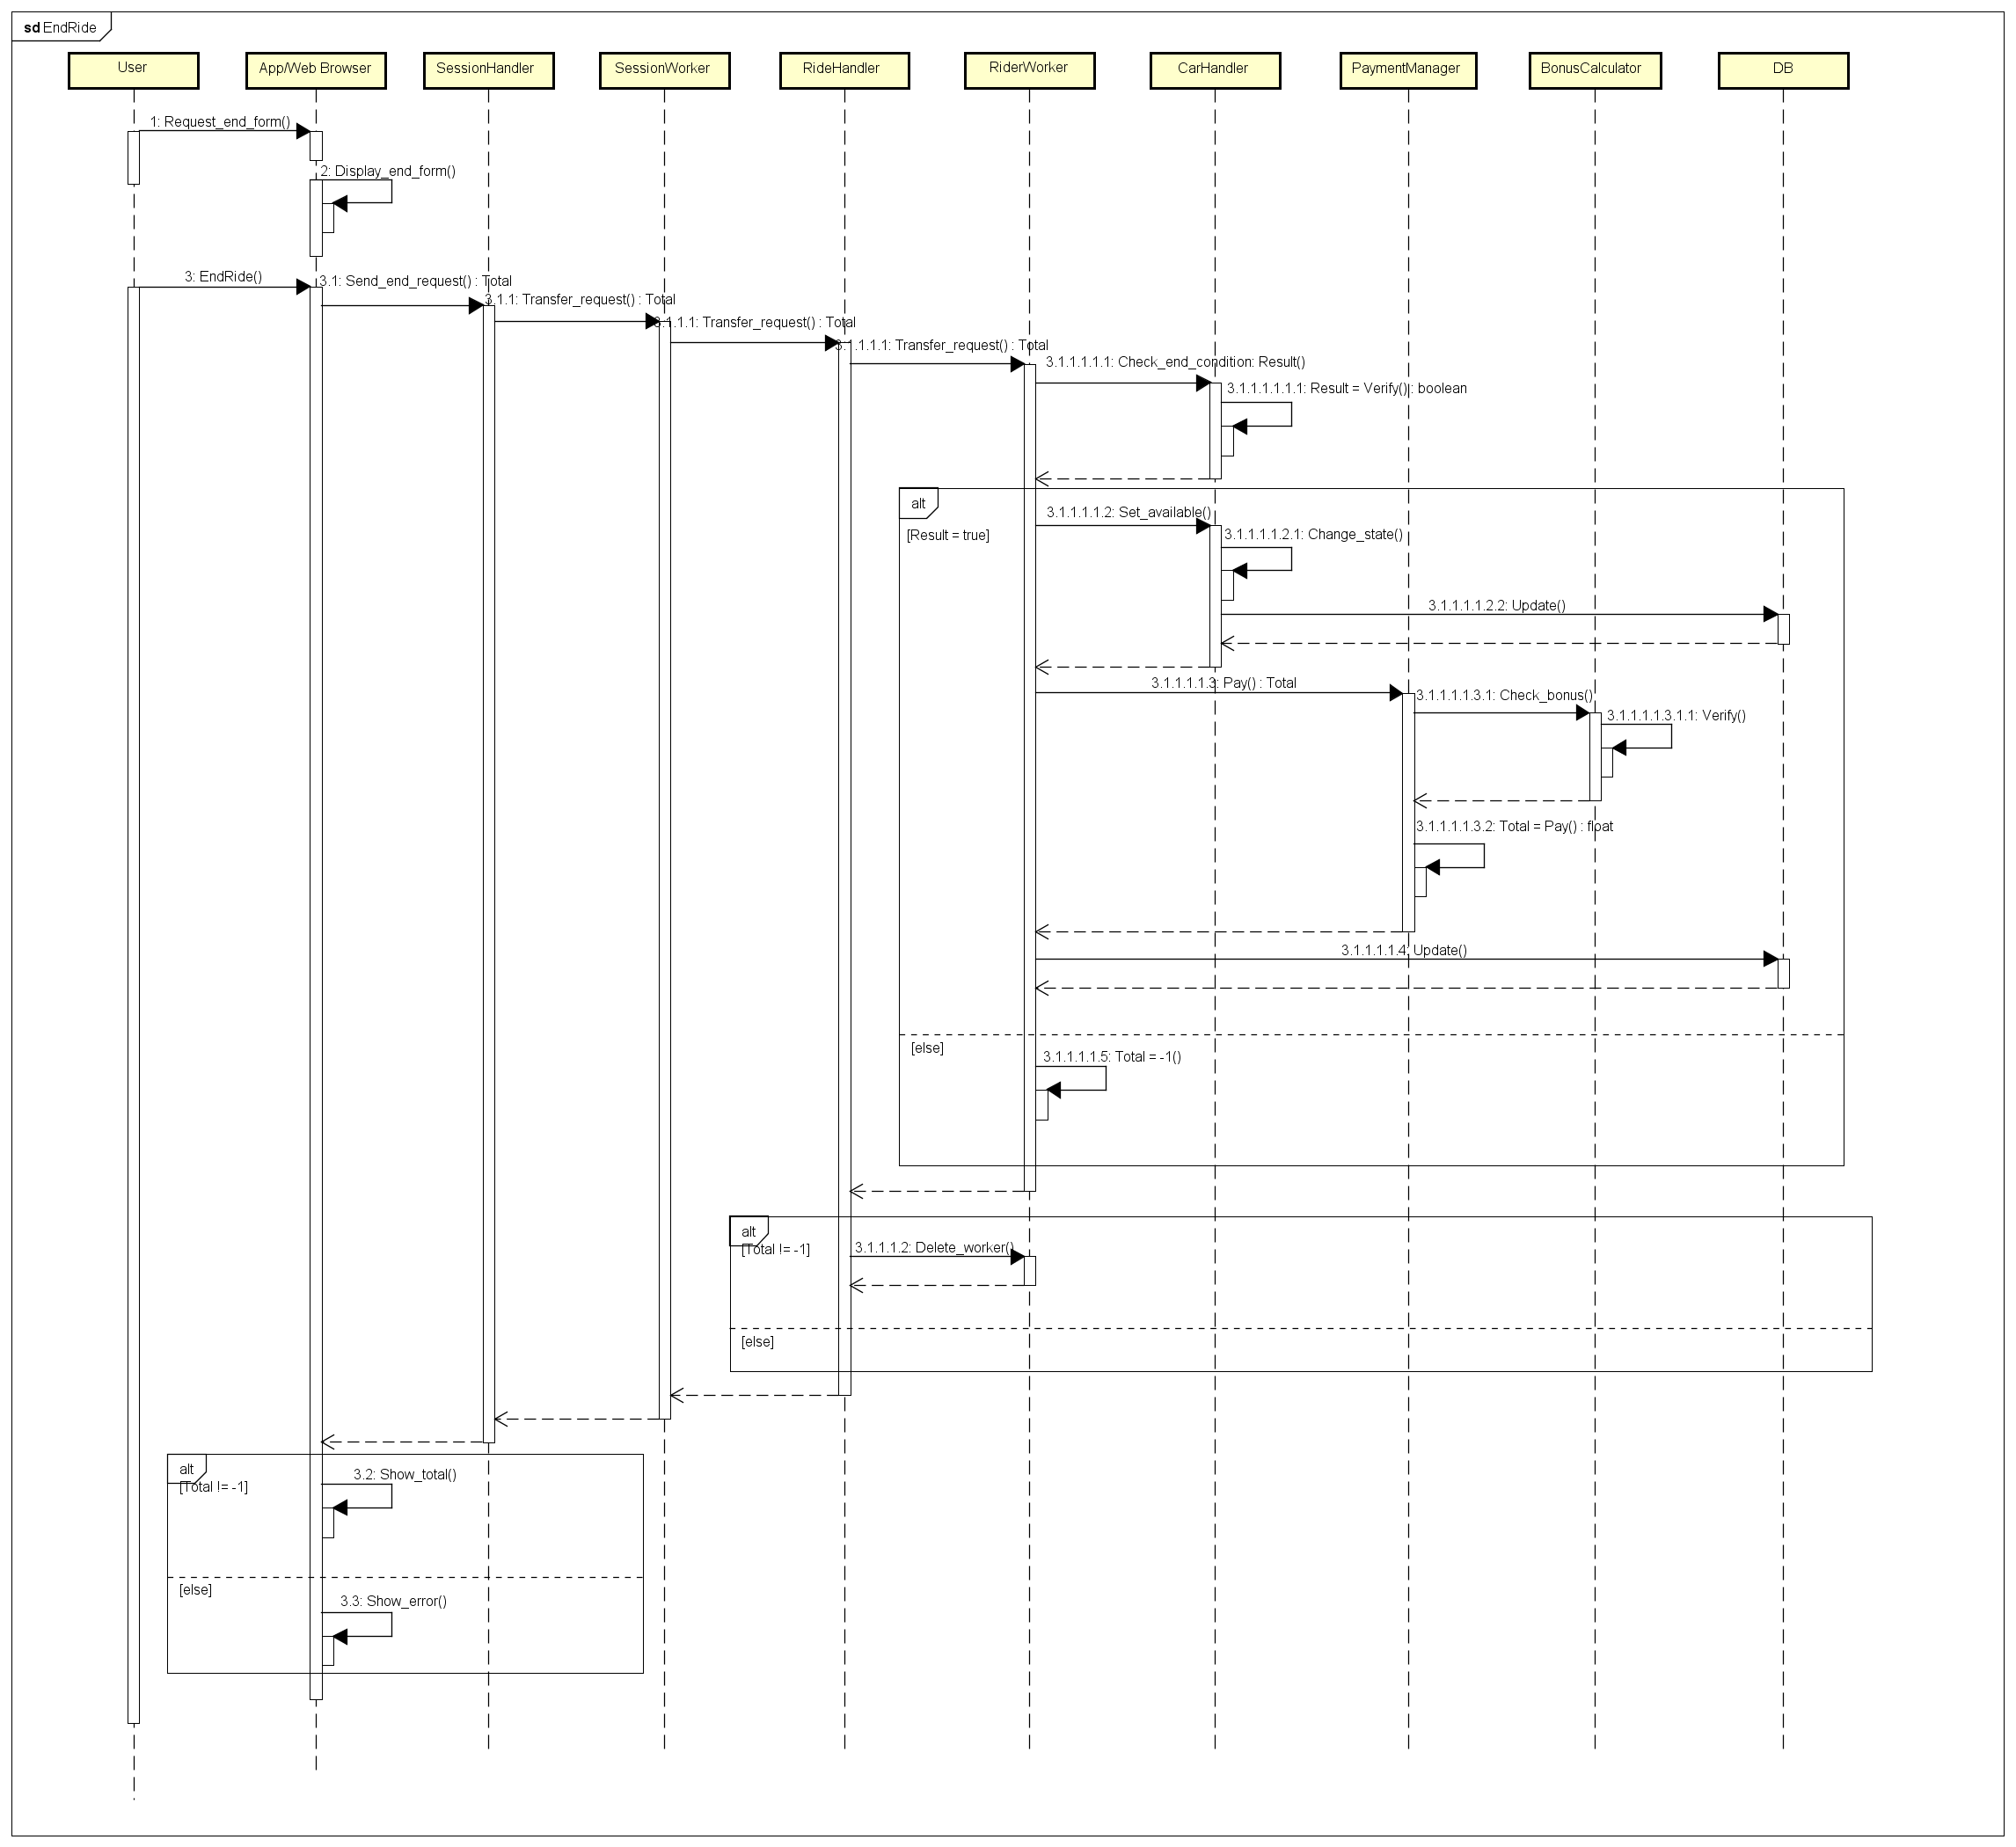 sd EndRide
User
App/Web Browser
SessionHandler
SessionWorker
RideHandler
RiderWorker
CarHandler
PaymentManager
BonusCalculator
DB
1: Request_end_form()
2: Display_end_form()
3: EndRide()
3.1: Send_end_request() : Total
3.1.1: Transfer_request() : Total
3.1.1.1: Transfer_request() : Total
3.1.1.1.1: Transfer_request() : Total
3.1.1.1.1.1: Check_end_condition: Result()
3.1.1.1.1.1.1: Result = Verify() : boolean
alt
[Result = true]
3.1.1.1.1.2: Set_available()
3.1.1.1.1.2.1: Change_state()
3.1.1.1.1.2.2: Update()
3.1.1.1.1.3: Pay() : Total
3.1.1.1.1.3.1: Check_bonus()
3.1.1.1.1.3.1.1: Verify()
3.1.1.1.1.3.2: Total = Pay() : float
3.1.1.1.1.4: Update()
[else]
3.1.1.1.1.5: Total = -1()
alt
[Total != -1]
3.1.1.1.2: Delete_worker()
[else]
alt
[Total != -1]
3.2: Show_total()
[else]
3.3: Show_error()